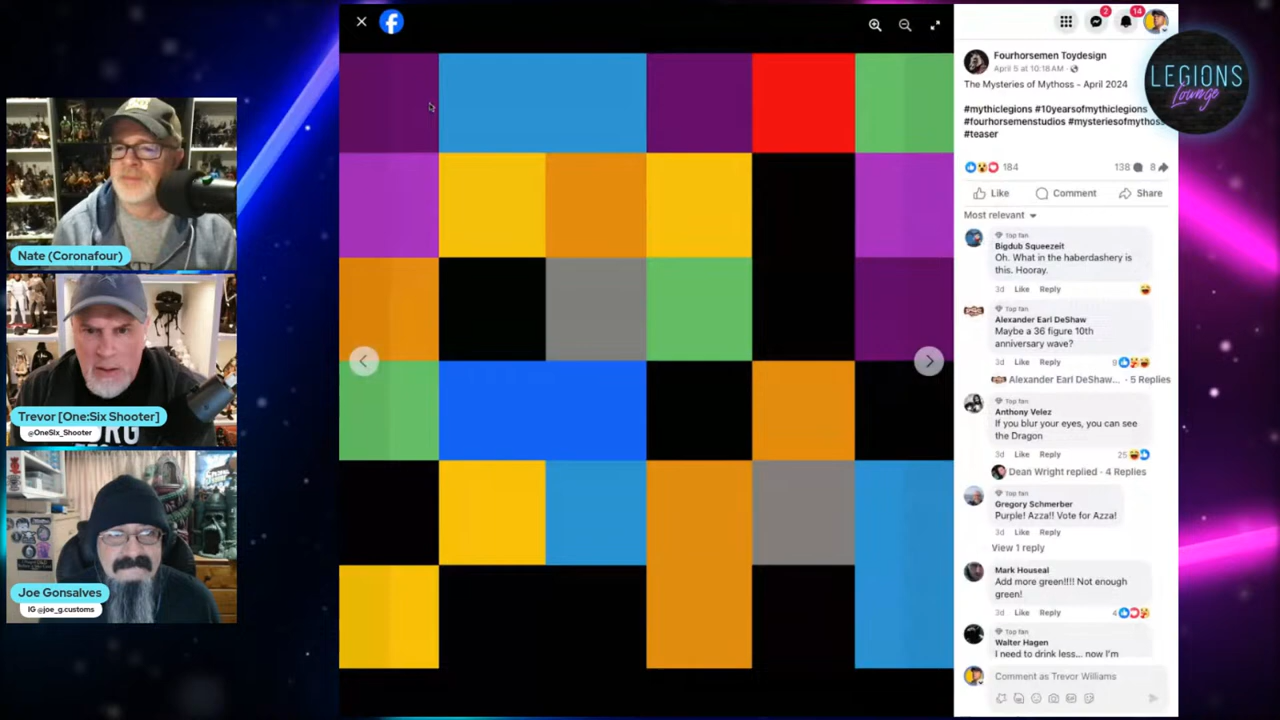 Nate (Coronafour)
Trevor [One:Six Shooter]
@OneSIx_Shooter
Joe Gonsalves
IG @joe_g.customs
2
14
Fourhorsemen Toydesign
April 5 at 10:18 AM
The Mysteries of Mythoss - April 2024
#mythiclegions #10yearsofmythiclegions
#fourhorsemenstudios #mysteriesofmythoss
#teaser
LEGIONS
Lounge
184
138
8
Like
Comment
Share
Most relevant
Top fan
Bigdub Squeezeit
Oh. What in the haberdashery is
this. Hooray.
3d Like Reply
Top fan
Alexander Earl DeShaw
Maybe a 36 figure 10th
anniversary wave?
3d Like Reply 9
Alexander Earl DeShaw... · 5 Replies
Top fan
Anthony Velez
If you blur your eyes, you can see
the Dragon
3d Like Reply 25
Dean Wright replied · 4 Replies
Top fan
Gregory Schmerber
Purple! Azza!! Vote for Azza!
3d Like Reply
View 1 reply
Mark Houseal
Add more green!!!! Not enough
green!
3d Like Reply 4
Top fan
Walter Hagen
I need to drink less... now I'm
Comment as Trevor Williams